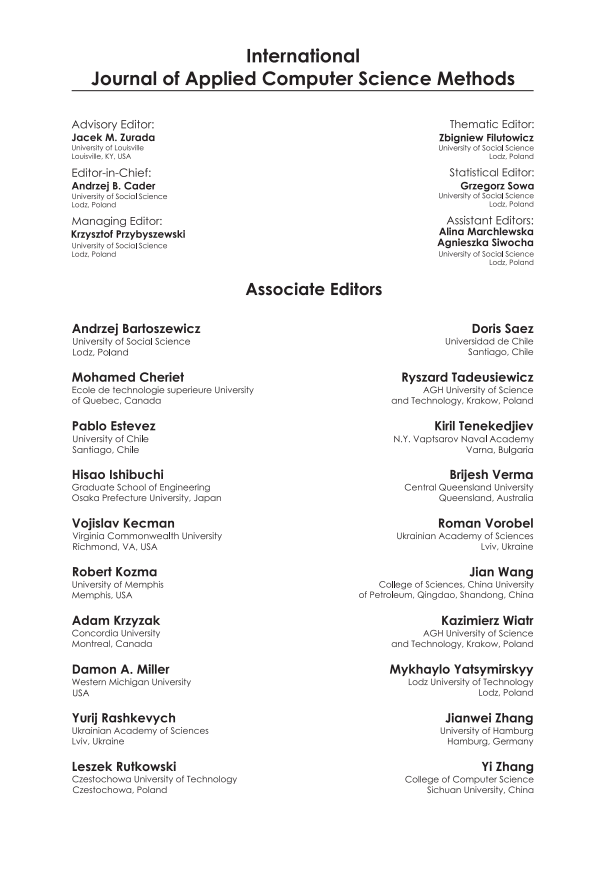 International
Journal of Applied Computer Science Methods
Advisory Editor:
Jacek M. Zurada
University of Louisville
Louisville, KY, USA
Editor-in-Chief:
Andrzej B. Cader
University of Social Science
Lodz, Poland
Managing Editor:
Krzysztof Przybyszewski
University of Social Science
Lodz, Poland
Thematic Editor:
Zbigniew Filutowicz
University of Social Science
Lodz, Poland
Statistical Editor:
Grzegorz Sowa
University of Social Science
Lodz, Poland
Assistant Editors:
Alina Marchlewska
Agnieszka Siwocha
University of Social Science
Lodz, Poland
Associate Editors
Andrzej Bartoszewicz
University of Social Science
Lodz, Poland
Mohamed Cheriet
Ecole de technologie superieure University
of Quebec, Canada
Pablo Estevez
University of Chile
Santiago, Chile
Hisao Ishibuchi
Graduate School of Engineering
Osaka Prefecture University, Japan
Vojislav Kecman
Virginia Commonwealth University
Richmond, VA, USA
Robert Kozma
University of Memphis
Memphis, USA
Adam Krzyzak
Concordia University
Montreal, Canada
Damon A. Miller
Western Michigan University
USA
Yurij Rashkevych
Ukrainian Academy of Sciences
Lviv, Ukraine
Leszek Rutkowski
Czestochowa University of Technology
Czestochowa, Poland
Doris Saez
Universidad de Chile
Santiago, Chile
Ryszard Tadeusiewicz
AGH University of Science
and Technology, Krakow, Poland
Kiril Tenekedjiev
N.Y. Vaptsarov Naval Academy
Varna, Bulgaria
Brijesh Verma
Central Queensland University
Queensland, Australia
Roman Vorobel
Ukrainian Academy of Sciences
Lviv, Ukraine
Jian Wang
College of Sciences, China University
of Petroleum, Qingdao, Shandong, China
Kazimierz Wiatr
AGH University of Science
and Technology, Krakow, Poland
Mykhaylo Yatsymirskyy
Lodz University of Technology
Lodz, Poland
Jianwei Zhang
University of Hamburg
Hamburg, Germany
Yi Zhang
College of Computer Science
Sichuan University, China